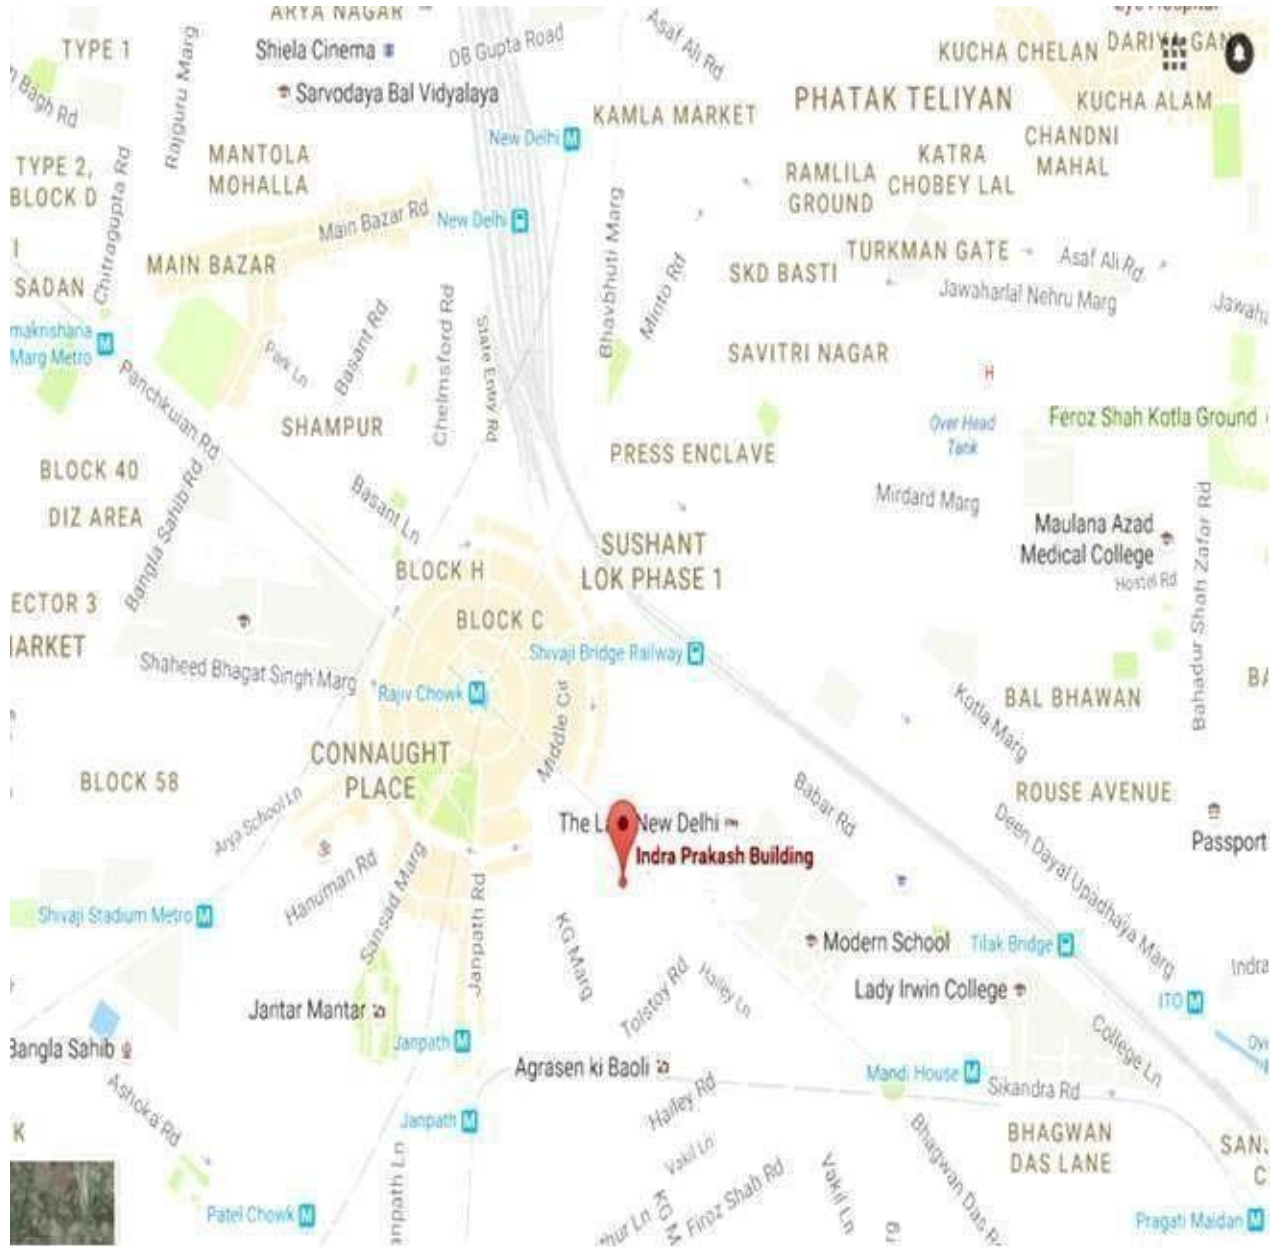 ARYA NAGAR
TYPE 1
Shiela Cinema
DB Gupta Road
Asaf Ali Rd
KUCHA CHELAN
Bagh Rd
Rajguru Marg
Sarvodaya Bal Vidyalaya
KAMLA MARKET
PHATAK TELIYAN
KUCHA ALAM
New Delhi
CHANDNI
MAHAL
TYPE 2,
BLOCK D
MANTOLA
MOHALLA
KATRA
CHOBEY LAL
RAMLILA
GROUND
Chitragupta Rd
Main Bazar Rd
New Delhi
Bhavbhuti Marg
Minto Rd
TURKMAN GATE
Asaf Ali Rd
SADAN
MAIN BAZAR
SKD BASTI
Jawaharlal Nehru Marg
Marg Metro
Park Ln
Basant Rd
Chelmsford Rd
State Entry Rd
SAVITRI NAGAR
H
Panchkuian Rd
SHAMPUR
Feroz Shah Kotla Ground
Over Head
Tank
PRESS ENCLAVE
BLOCK 40
DIZ AREA
Bangla Sahib Rd
Basant Ln
Mirdard Marg
Bahadur Shah Zafar Rd
Maulana Azad
Medical College
Hostel Rd
SUSHANT
LOK PHASE 1
BLOCK H
ECTOR 3
ARKET
BLOCK C
Shivaji Bridge Railway
Shaheed Bhagat Singh Marg
Rajiv Chowk
Middle Cir
Kotla Marg
BAL BHAWAN
CONNAUGHT
PLACE
BLOCK 58
Arya School Ln
Babar Rd
ROUSE AVENUE
Passport
New Delhi
Indra Prakash Building
Deen Dayal Upadhaya Marg
Hanuman Rd
Sansad Marg
Janpath Rd
Shivaji Stadium Metro
KG Marg
Modern School
Tilak Bridge
Indra
Tolstoy Rd
Hailey Ln
Lady Irwin College
ITO
Jantar Mantar
Janpath
College Ln
Bangla Sahib
Agrasen ki Baoli
Mandi House
Sikandra Rd
Ashoka Rd
Hailey Rd
Janpath
BHAGWAN
DAS LANE
Vakil Ln
Janpath Ln
Firoz Shah Rd
Vakil Ln
Bhagwan Das R
Patel Chowk
KG M
Pragati Maidan